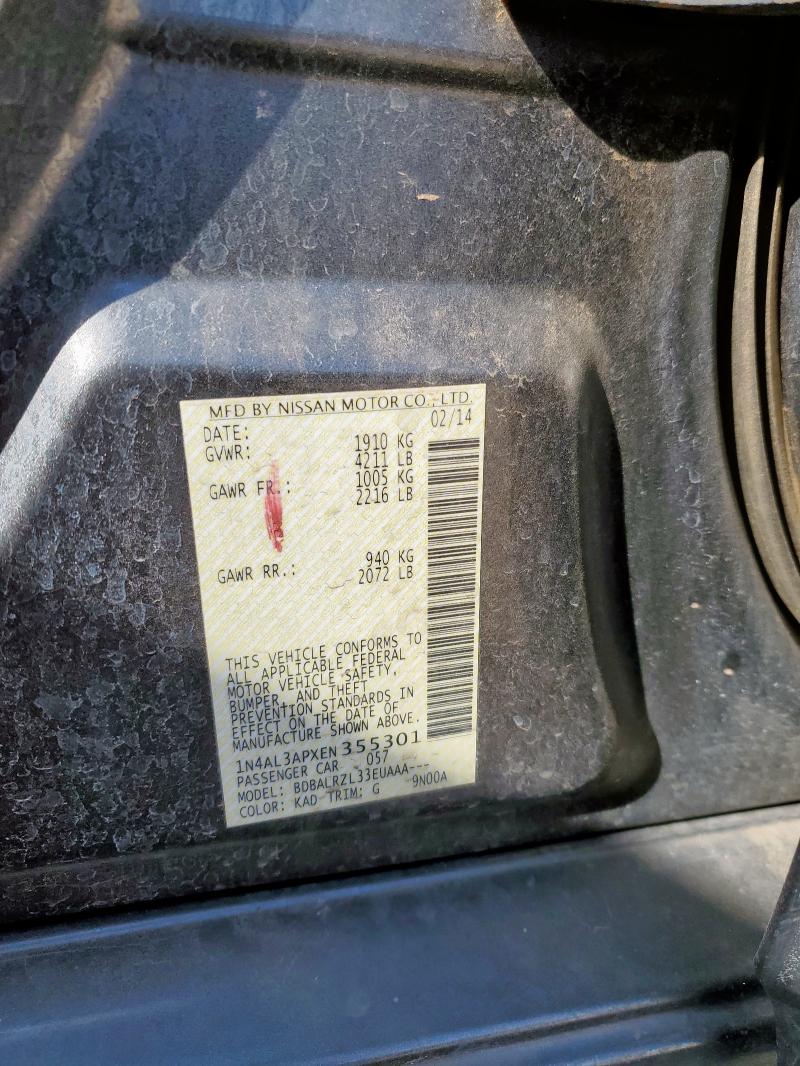 MFD BY NISSAN MOTOR CO., LTD.
DATE: 02/14
GVWR: 1910 KG
4211 LB
GAWR FR.: 1005 KG
2216 LB
GAWR RR.: 940 KG
2072 LB
THIS VEHICLE CONFORMS TO
ALL APPLICABLE FEDERAL
MOTOR VEHICLE SAFETY,
BUMPER, AND THEFT
PREVENTION STANDARDS IN
EFFECT ON THE DATE OF
MANUFACTURE SHOWN ABOVE.
1N4AL3APXEN355301
PASSENGER CAR 057
MODEL: BDBALRZL33EUAAA---
COLOR: KAD TRIM: G 9N00A